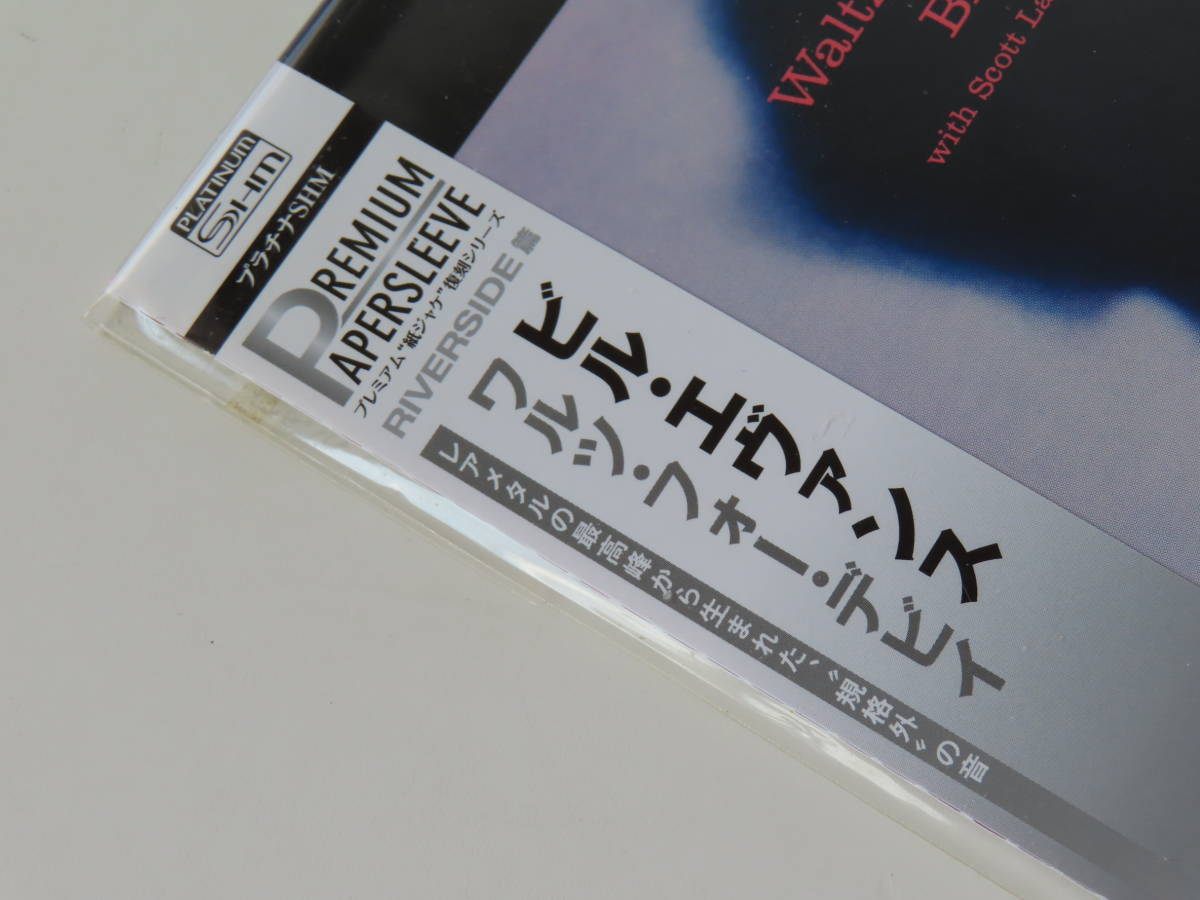 PLATINUM
SHM
プラチナSHM
PREMIUM
PAPERSLEEVE
プレミアム“紙ジャケ”復刻シリーズ
RIVERSIDE 篇
ビル・エヴァンス
ワルツ・フォー・デビイ
レアメタルの最高峰から生まれた、〝規格外〟の音
Waltz
with Scott